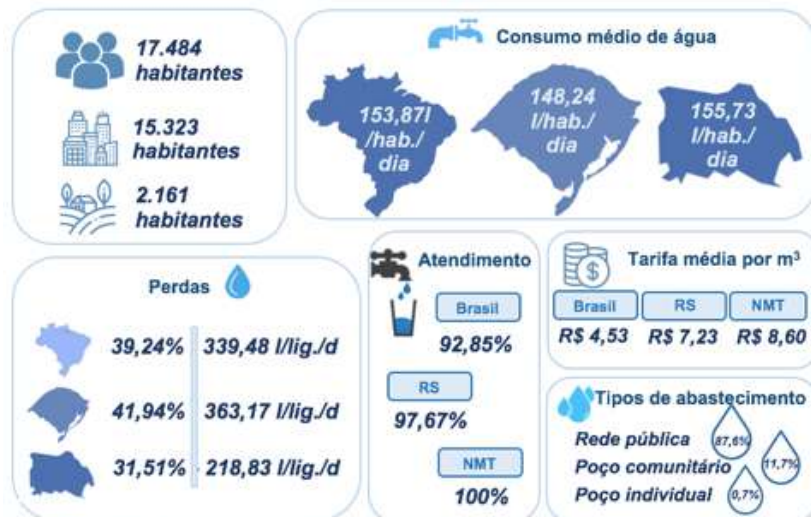 17.484
habitantes
15.323
habitantes
2.161
habitantes
Consumo médio de água
153,87l
/hab./
dia
148,24
l/hab./
dia
155,73
l/hab./
dia
Perdas
39,24% 339,48 l/lig./d
41,94% 363,17 l/lig./d
31,51% 218,83 l/lig./d
Atendimento
Brasil
92,85%
RS
97,67%
NMT
100%
Tarifa média por m³
Brasil RS NMT
R$ 4,53 R$ 7,23 R$ 8,60
Tipos de abastecimento
Rede pública 87,6%
Poço comunitário 11,7%
Poço individual 0,7%